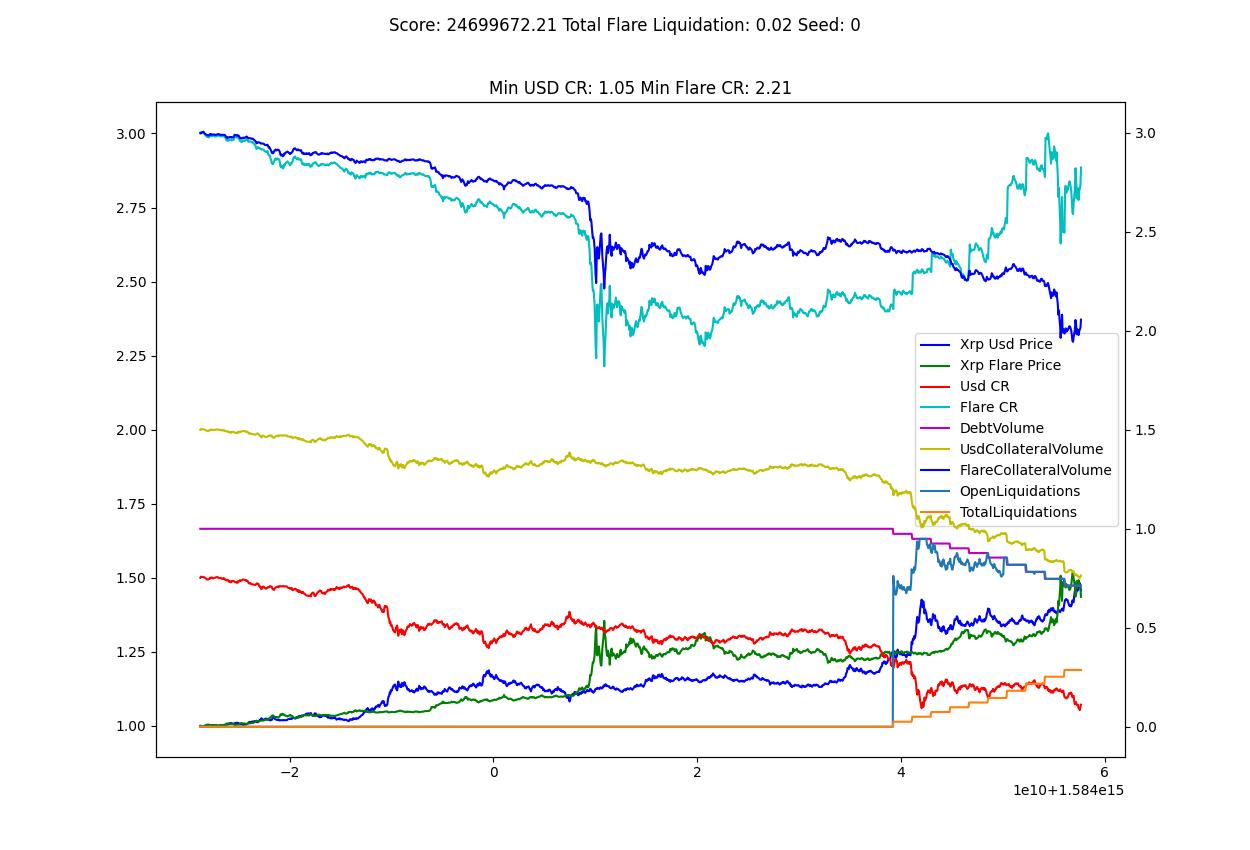 Score: 24699672.21 Total Flare Liquidation: 0.02 Seed: 0
Min USD CR: 1.05 Min Flare CR: 2.21
3.00
2.75
2.50
2.25
2.00
1.75
1.50
1.25
1.00
3.0
2.5
2.0
1.5
1.0
0.5
0.0
Xrp Usd Price
Xrp Flare Price
Usd CR
Flare CR
DebtVolume
UsdCollateralVolume
FlareCollateralVolume
OpenLiquidations
TotalLiquidations
−2 0 2 4 6
1e10+1.584e15